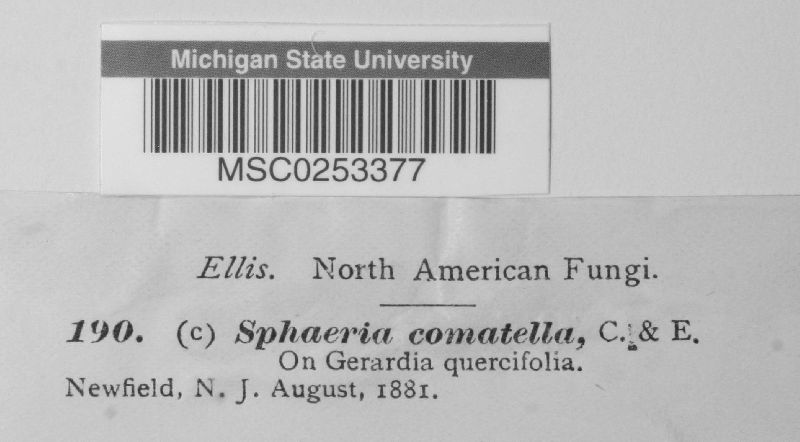 Michigan State University
MSC0253377
Ellis. North American Fungi.
190. (c) Sphaeria comatella, C. & E.
On Gerardia quercifolia.
Newfield, N. J. August, 1881.